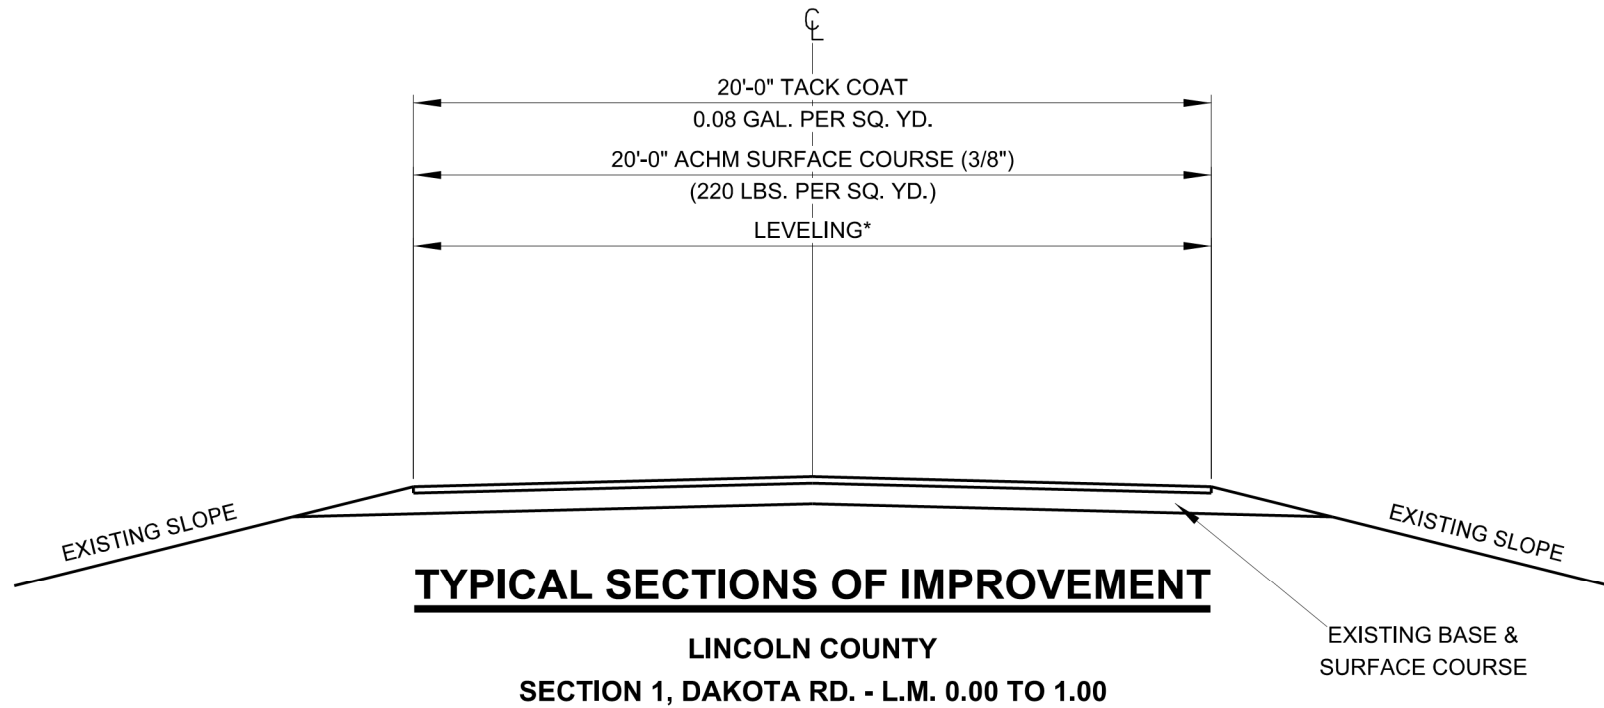 ℄
20'-0" TACK COAT
0.08 GAL. PER SQ. YD.
20'-0" ACHM SURFACE COURSE (3/8")
(220 LBS. PER SQ. YD.)
LEVELING*
EXISTING SLOPE
EXISTING SLOPE
TYPICAL SECTIONS OF IMPROVEMENT
EXISTING BASE &
SURFACE COURSE
LINCOLN COUNTY
SECTION 1, DAKOTA RD. - L.M. 0.00 TO 1.00